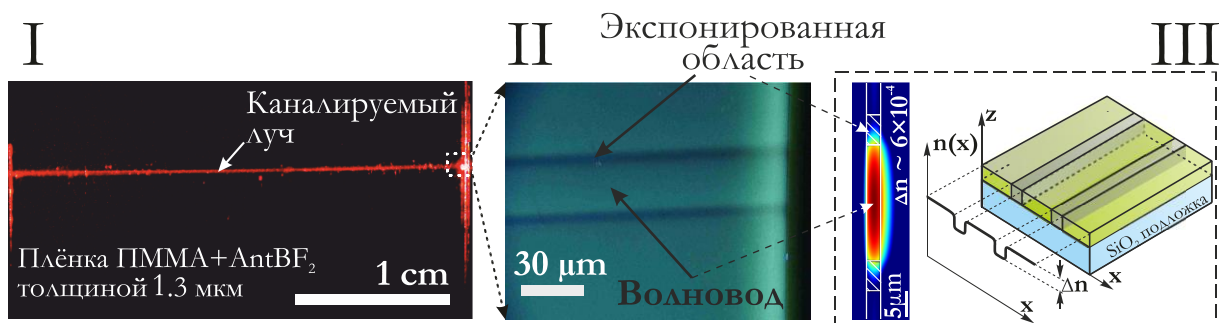 I
II
III
Экспонированная
область
Каналируемый
луч
Плёнка ПММА+AntBF₂
толщиной 1.3 мкм
1 cm
30 µm
Волновод
Δn ~ 6×10⁻⁴
5µm
n(x)
z
SiO₂ подложка
x
Δn
x